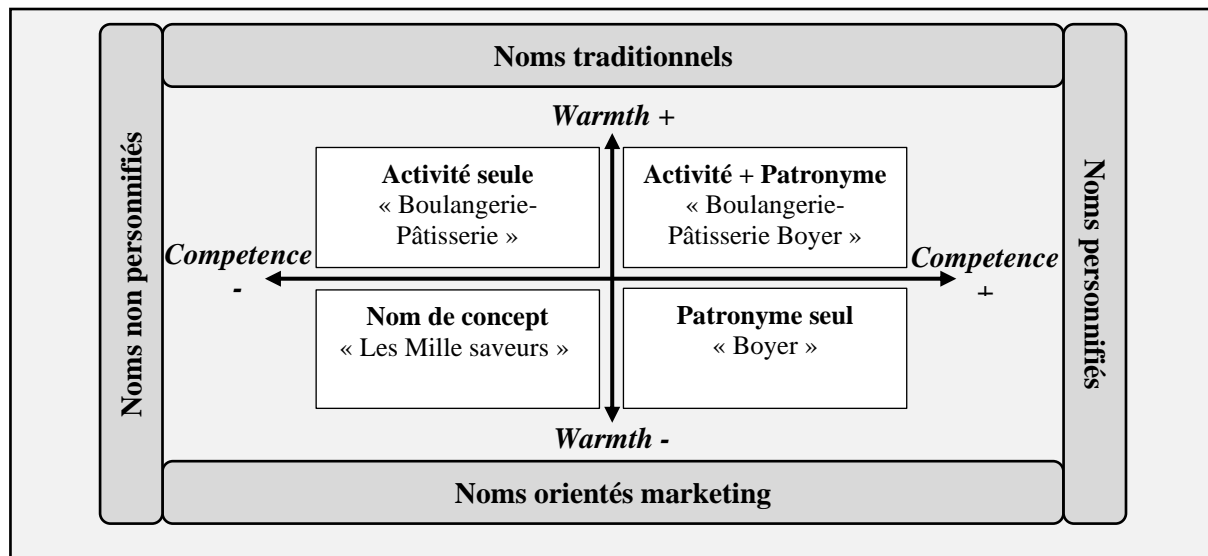 Noms traditionnels
Noms non personnifiés
Warmth +
Activité seule
« Boulangerie-
Pâtisserie »
Activité + Patronyme
« Boulangerie-
Pâtisserie Boyer »
Competence
-
Competence
+
Nom de concept
« Les Mille saveurs »
Patronyme seul
« Boyer »
Warmth -
Noms personnifiés
Noms orientés marketing